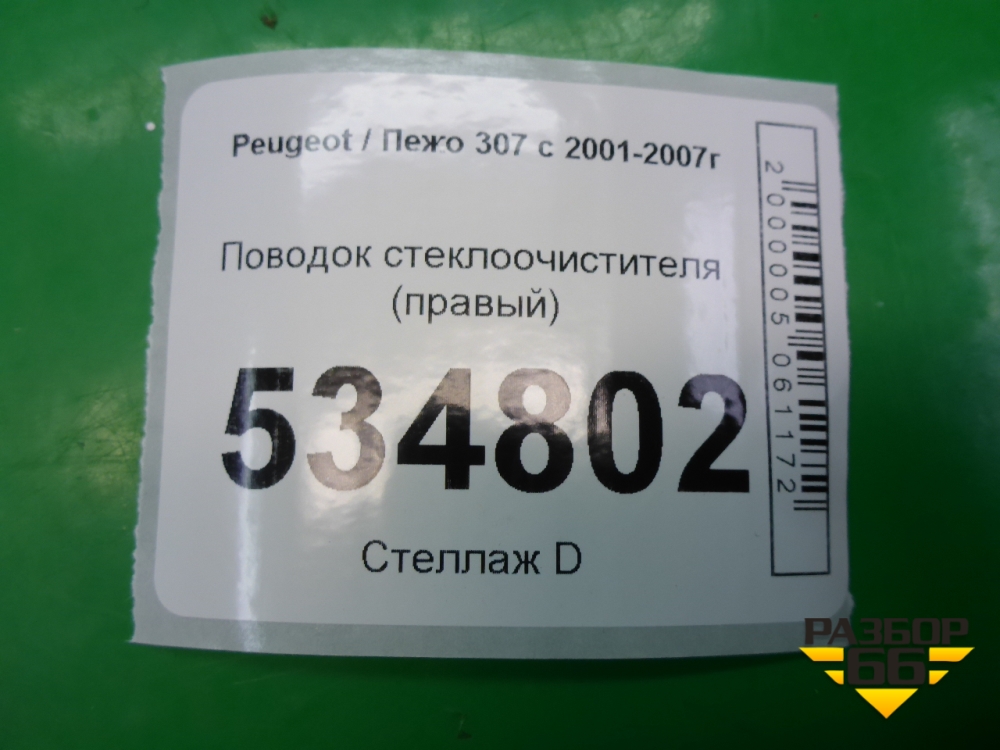 Peugeot / Пежо 307 с 2001-2007г
Поводок стеклоочистителя
(правый)
534802
Стеллаж D
2000005061172
РАЗБОР
66